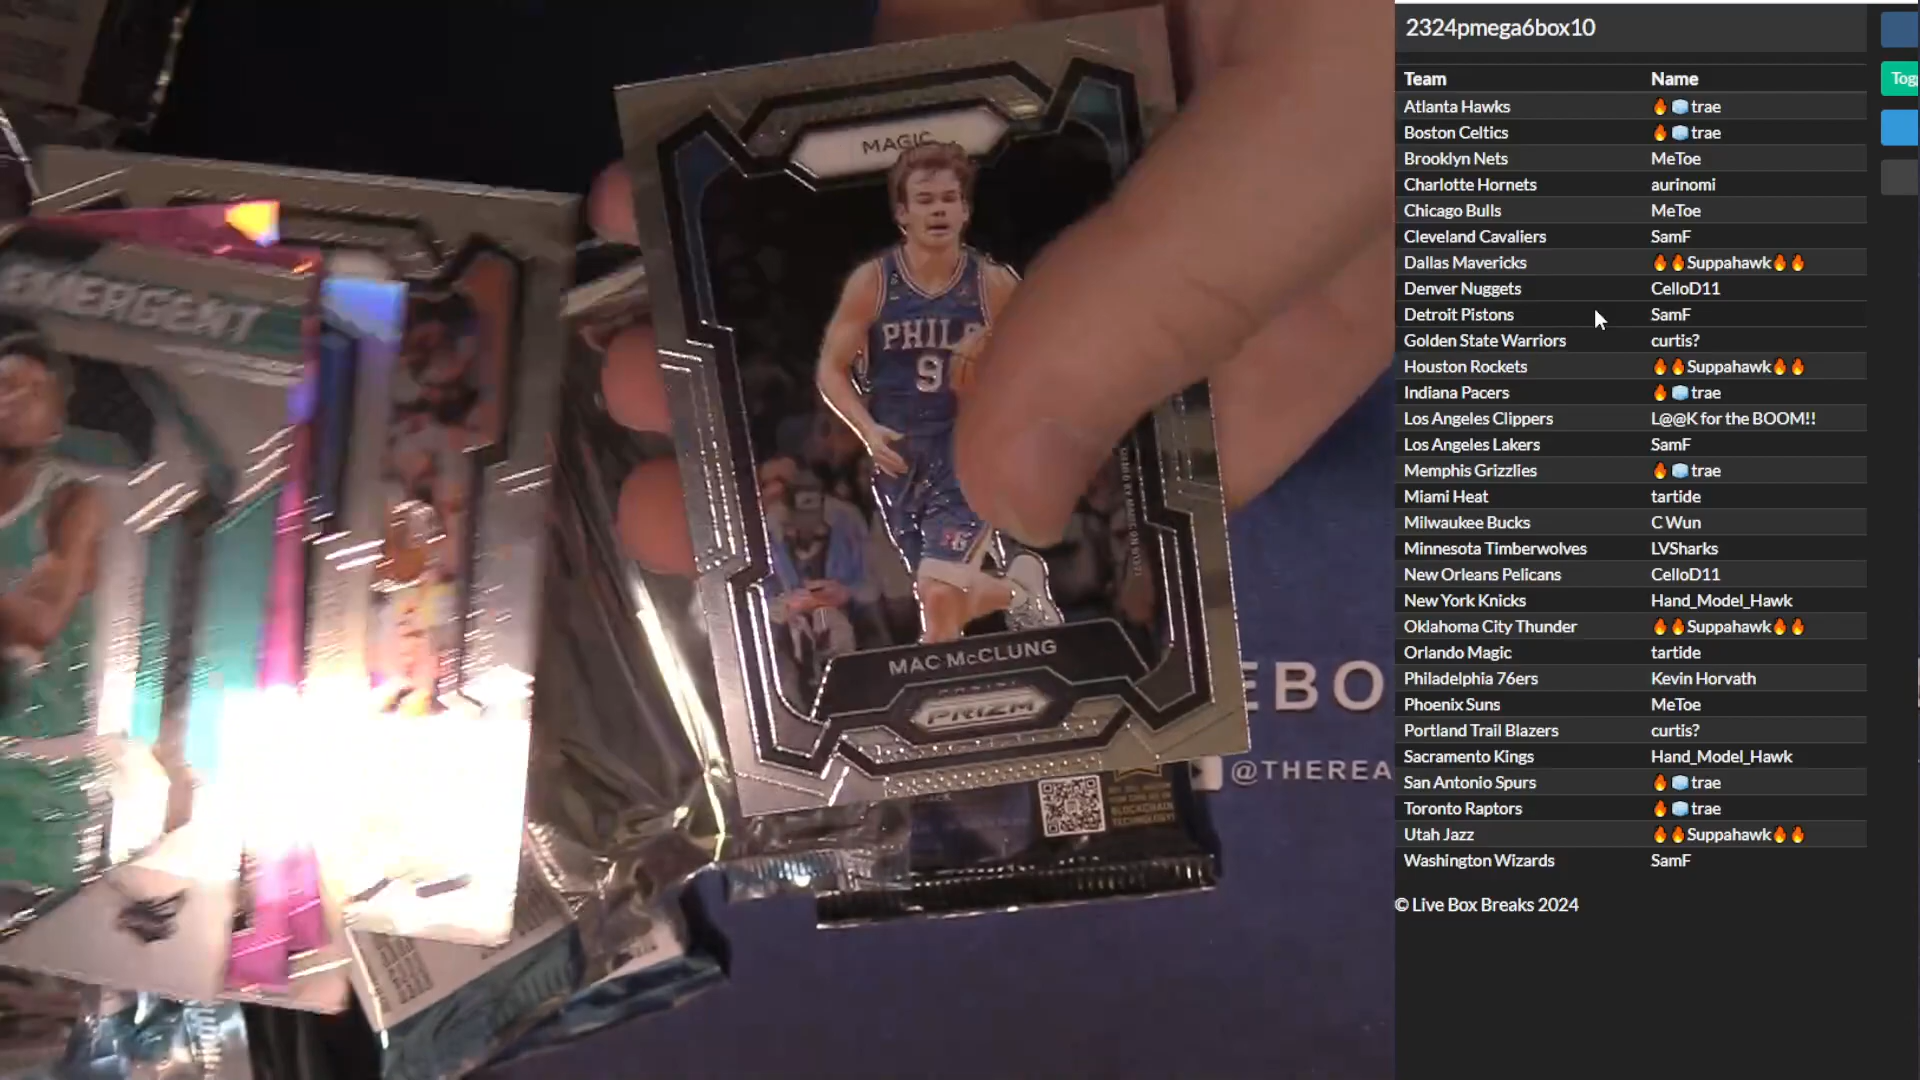 EMERGENT
MAGIC
PHIL
9
MAC McCLUNG
PRIZM
EBO
@THEREA
BLOCKCHAIN
TECHNOLOGY!
2324pmega6box10
Team Name
Atlanta Hawks 🔥🧊trae
Boston Celtics 🔥🧊trae
Brooklyn Nets MeToe
Charlotte Hornets aurinomi
Chicago Bulls MeToe
Cleveland Cavaliers SamF
Dallas Mavericks 🔥🔥Suppahawk🔥🔥
Denver Nuggets CelloD11
Detroit Pistons SamF
Golden State Warriors curtis?
Houston Rockets 🔥🔥Suppahawk🔥🔥
Indiana Pacers 🔥🧊trae
Los Angeles Clippers L@@K for the BOOM!!
Los Angeles Lakers SamF
Memphis Grizzlies 🔥🧊trae
Miami Heat tartide
Milwaukee Bucks C Wun
Minnesota Timberwolves LVSharks
New Orleans Pelicans CelloD11
New York Knicks Hand_Model_Hawk
Oklahoma City Thunder 🔥🔥Suppahawk🔥🔥
Orlando Magic tartide
Philadelphia 76ers Kevin Horvath
Phoenix Suns MeToe
Portland Trail Blazers curtis?
Sacramento Kings Hand_Model_Hawk
San Antonio Spurs 🔥🧊trae
Toronto Raptors 🔥🧊trae
Utah Jazz 🔥🔥Suppahawk🔥🔥
Washington Wizards SamF
© Live Box Breaks 2024
Tog